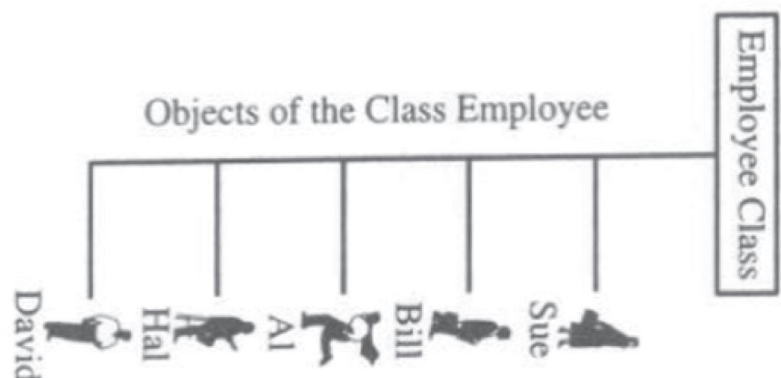 Employee Class
Objects of the Class Employee
Sue
Bill
Al
Hal
David